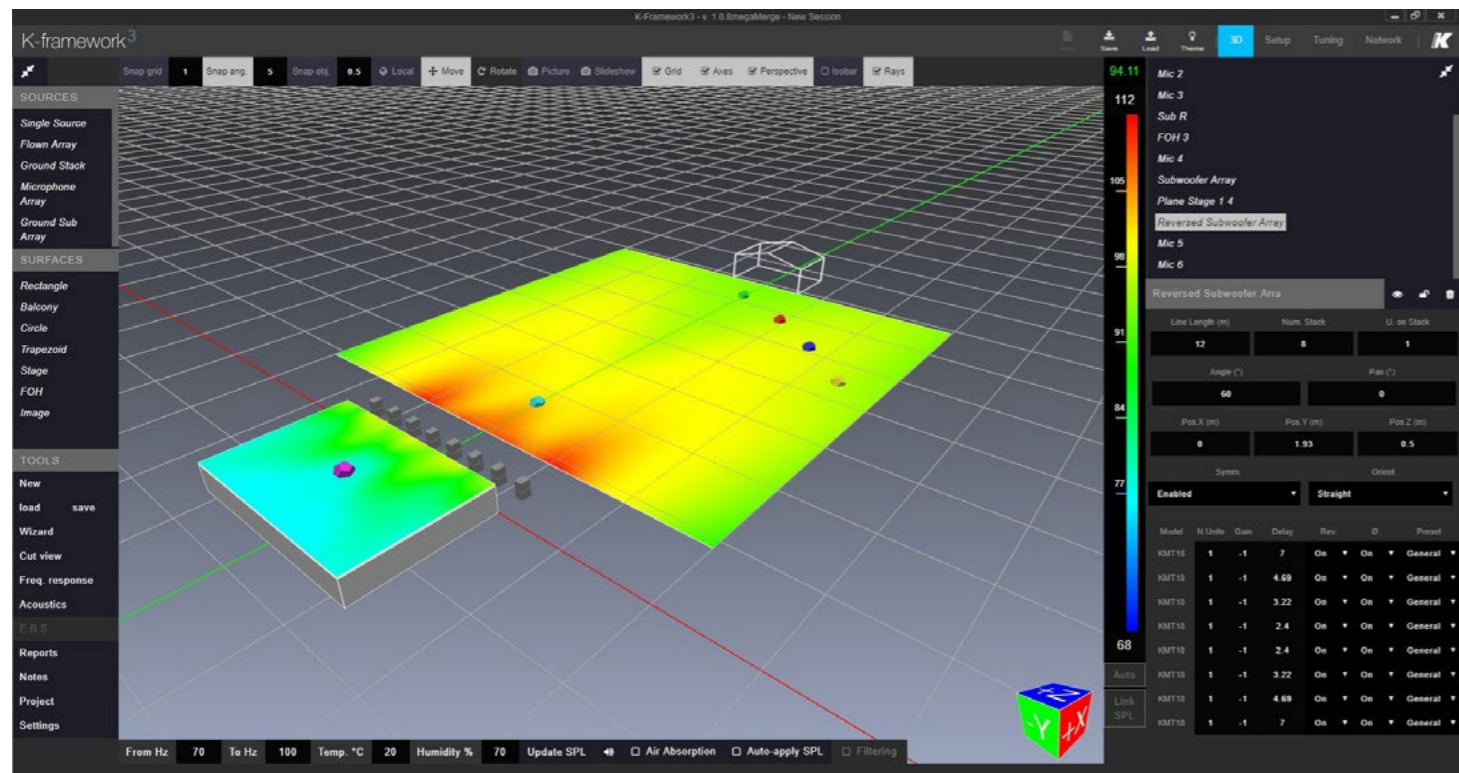 K-Framework3 - v. 1.0.8megaMerge - New Session
K-framework3
Save Load Theme 3D Setup Tuning Network K
Snap grid 1 Snap ang. 5 Snap obj. 0.5 Local Move Rotate Picture Slideshow Grid Axes Perspective Isobar Rays
SOURCES
Single Source
Flown Array
Ground Stack
Microphone
Array
Ground Sub
Array
SURFACES
Rectangle
Balcony
Circle
Trapezoid
Stage
FOH
Image
TOOLS
New
load save
Wizard
Cut view
Freq. response
Acoustics
E.B.S
Reports
Notes
Project
Settings
94.11
112
105
98
91
84
77
68
Auto
Link
SPL
+Z
-Y
+X
From Hz 70 To Hz 100 Temp. °C 20 Humidity % 70 Update SPL Air Absorption Auto-apply SPL Filtering
Mic 2
Mic 3
Sub R
FOH 3
Mic 4
Subwoofer Array
Plane Stage 1 4
Reversed Subwoofer Array
Mic 5
Mic 6
Reversed Subwoofer Arra
Line Length (m) Num. Stack U. on Stack
12 8 1
Angle (°) Pan (°)
60 0
Pos.X (m) Pos.Y (m) Pos.Z (m)
0 1.93 0.5
Symm. Orient.
Enabled Straight
Model N.Units Gain Delay Rev. Ø Preset
KMT18 1 -1 7 On On General
KMT18 1 -1 4.69 On On General
KMT18 1 -1 3.22 On On General
KMT18 1 -1 2.4 On On General
KMT18 1 -1 2.4 On On General
KMT18 1 -1 3.22 On On General
KMT18 1 -1 4.69 On On General
KMT18 1 -1 7 On On General